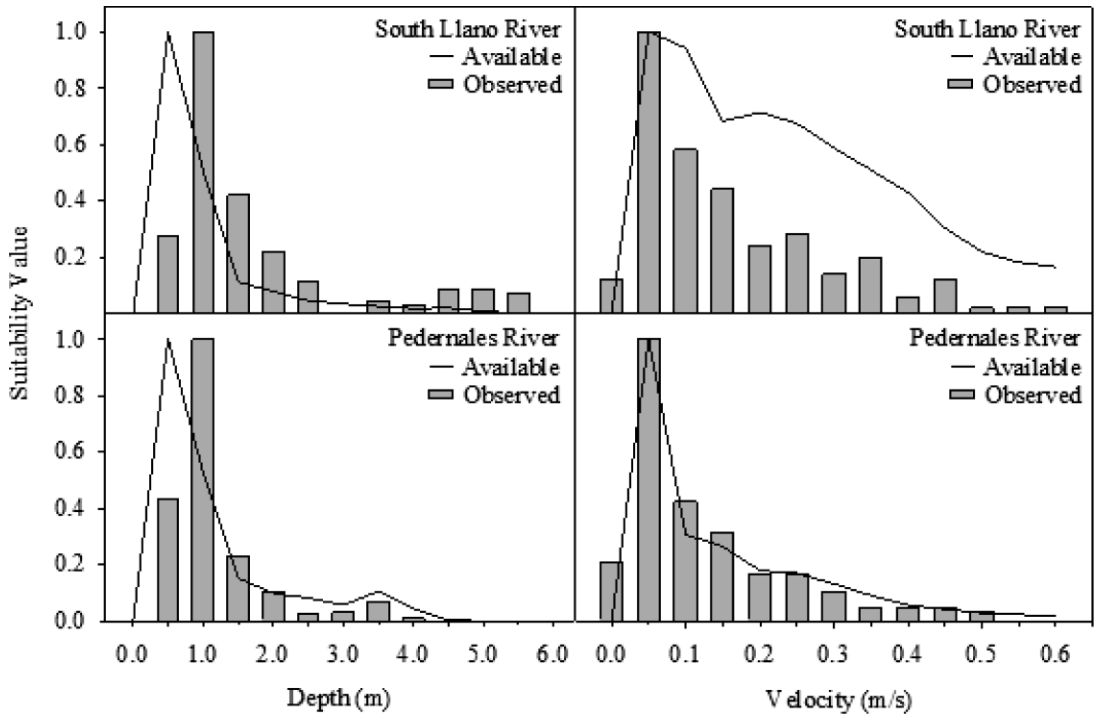 South Llano River
Available
Observed
1.0
0.8
0.6
0.4
0.2
South Llano River
Available
Observed
Suitability Value
Pedernales River
Available
Observed
1.0
0.8
0.6
0.4
0.2
0.0
Pedernales River
Available
Observed
0.0 1.0 2.0 3.0 4.0 5.0 6.0
0.0 0.1 0.2 0.3 0.4 0.5 0.6
Depth (m)
Velocity (m/s)